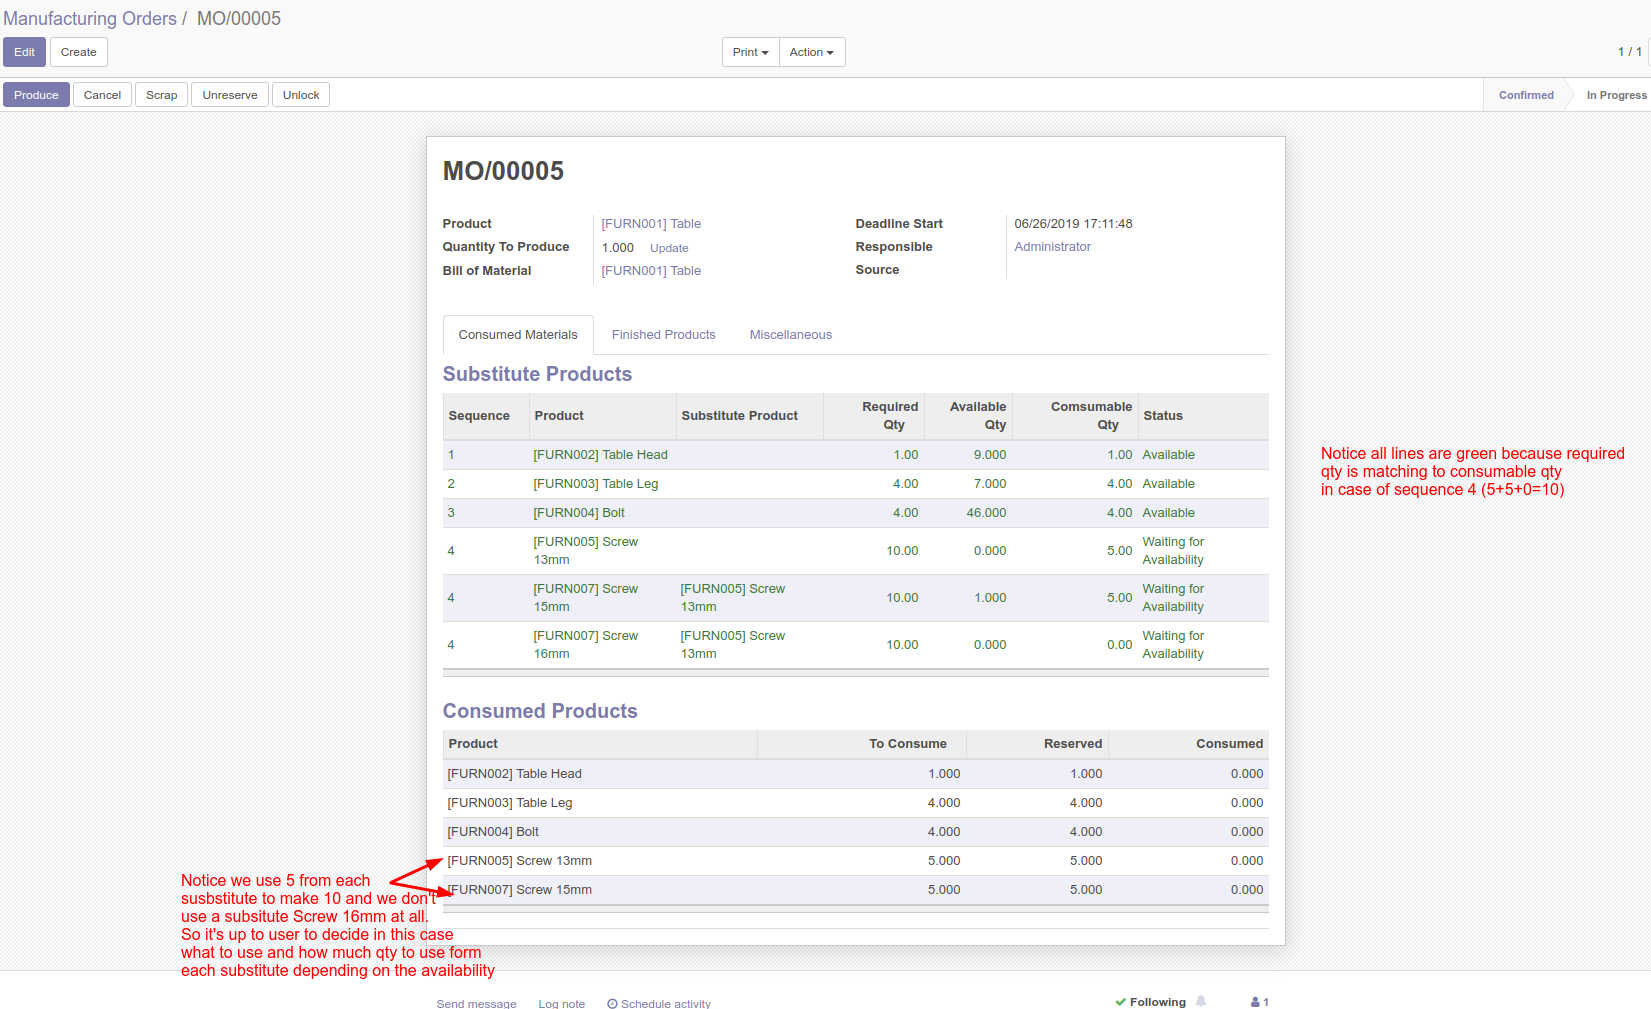 Manufacturing Orders / MO/00005
Edit Create Print Action 1 / 1
Produce Cancel Scrap Unreserve Unlock Confirmed In Progress
MO/00005
Product [FURN001] Table Deadline Start 06/26/2019 17:11:48
Quantity To Produce 1.000 Update Responsible Administrator
Bill of Material [FURN001] Table Source
Consumed Materials Finished Products Miscellaneous
Substitute Products
Sequence Product Substitute Product Required Qty Available Qty Comsumable Qty Status
1 [FURN002] Table Head 1.00 9.000 1.00 Available
2 [FURN003] Table Leg 4.00 7.000 4.00 Available
3 [FURN004] Bolt 4.00 46.000 4.00 Available
4 [FURN005] Screw 13mm 10.00 0.000 5.00 Waiting for Availability
4 [FURN007] Screw 15mm [FURN005] Screw 13mm 10.00 1.000 5.00 Waiting for Availability
4 [FURN007] Screw 16mm [FURN005] Screw 13mm 10.00 0.000 0.00 Waiting for Availability
Notice all lines are green because required
qty is matching to consumable qty
in case of sequence 4 (5+5+0=10)
Consumed Products
Product To Consume Reserved Consumed
[FURN002] Table Head 1.000 1.000 0.000
[FURN003] Table Leg 4.000 4.000 0.000
[FURN004] Bolt 4.000 4.000 0.000
[FURN005] Screw 13mm 5.000 5.000 0.000
[FURN007] Screw 15mm 5.000 5.000 0.000
Notice we use 5 from each
susbstitute to make 10 and we don't
use a subsitute Screw 16mm at all.
So it's up to user to decide in this case
what to use and how much qty to use form
each substitute depending on the availability
Send message Log note Schedule activity Following 1